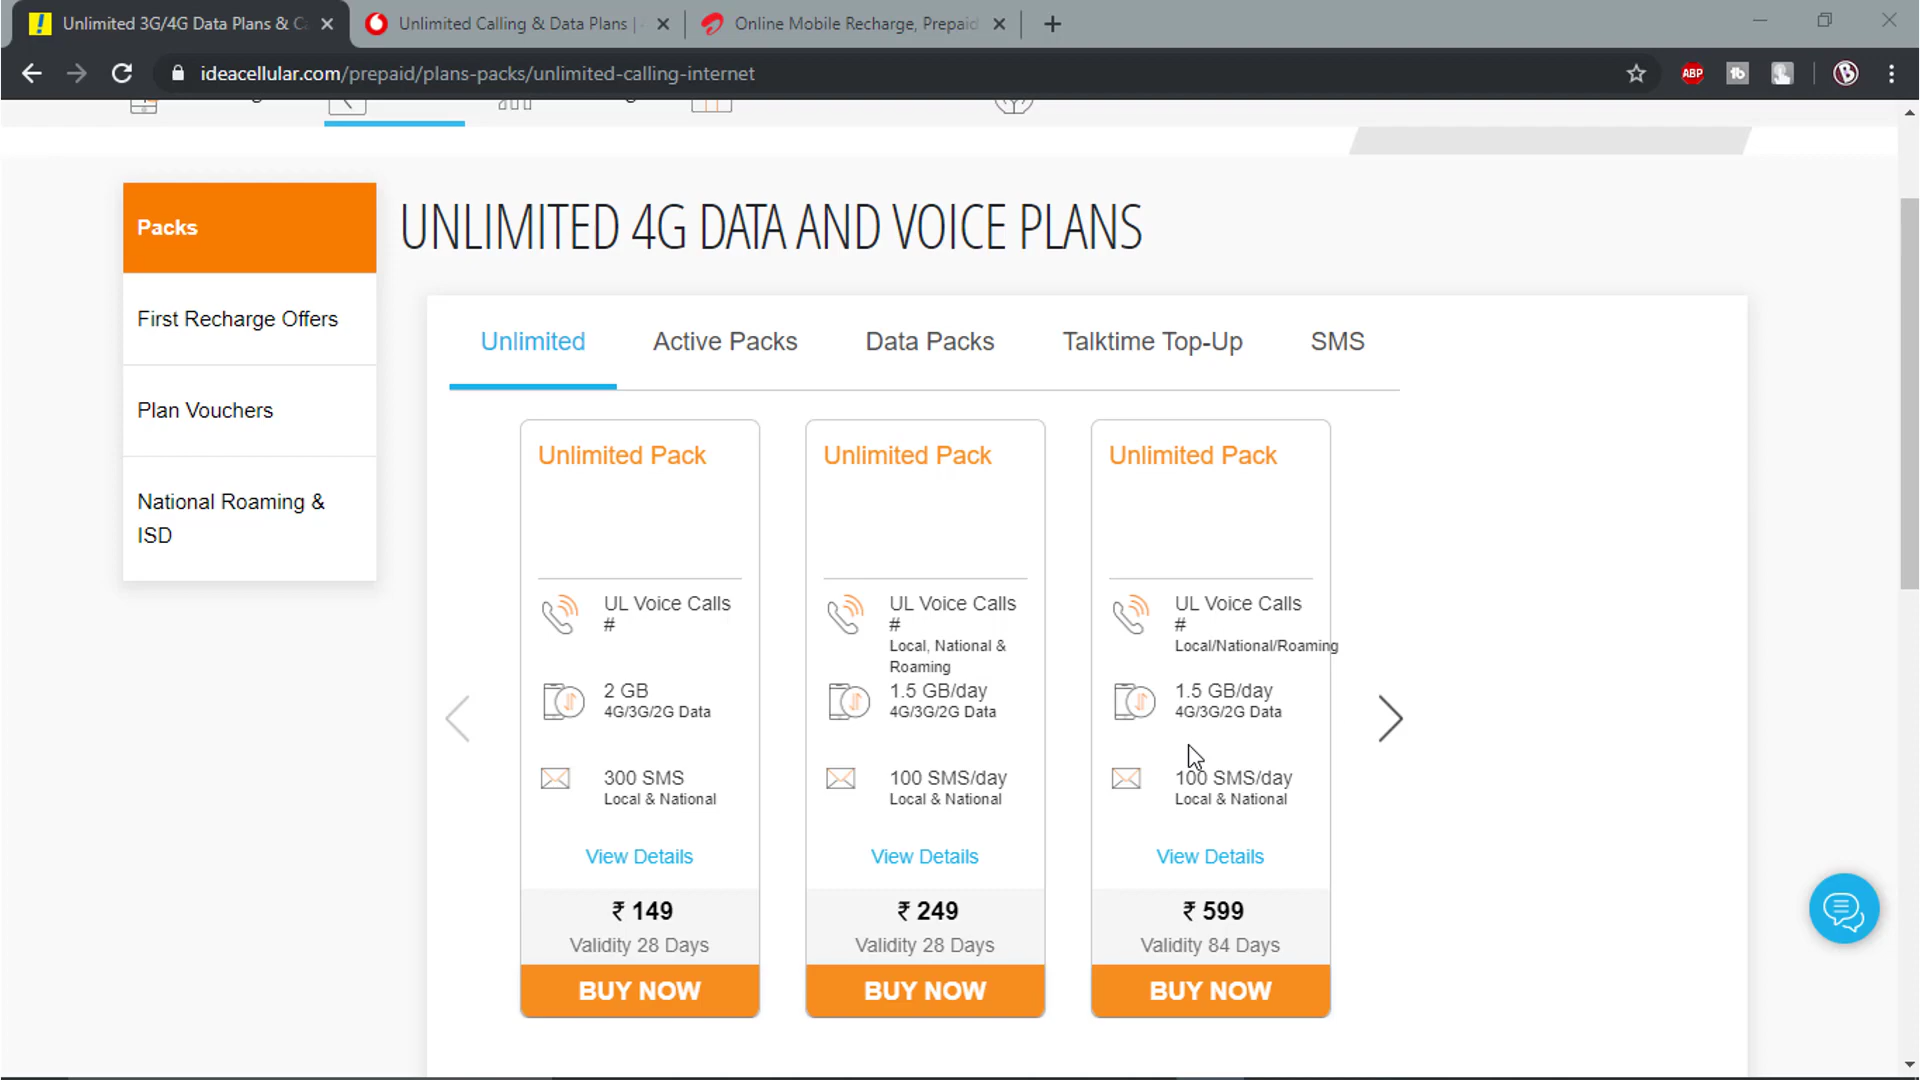 Unlimited 3G/4G Data Plans & C
Unlimited Calling & Data Plans |
Online Mobile Recharge, Prepaid
ideacellular.com/prepaid/plans-packs/unlimited-calling-internet
ABP
tb
B
Packs
First Recharge Offers
Plan Vouchers
National Roaming &
ISD
UNLIMITED 4G DATA AND VOICE PLANS
Unlimited
Active Packs
Data Packs
Talktime Top-Up
SMS
Unlimited Pack
UL Voice Calls
#
2 GB
4G/3G/2G Data
300 SMS
Local & National
View Details
₹ 149
Validity 28 Days
BUY NOW
Unlimited Pack
UL Voice Calls
#
Local, National &
Roaming
1.5 GB/day
4G/3G/2G Data
100 SMS/day
Local & National
View Details
₹ 249
Validity 28 Days
BUY NOW
Unlimited Pack
UL Voice Calls
#
Local/National/Roaming
1.5 GB/day
4G/3G/2G Data
100 SMS/day
Local & National
View Details
₹ 599
Validity 84 Days
BUY NOW